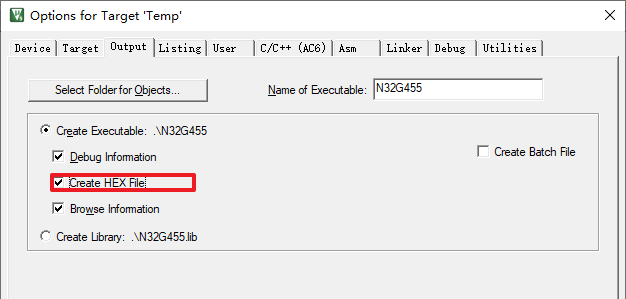 Options for Target 'Temp'
Device Target Output Listing User C/C++ (AC6) Asm Linker Debug Utilities
Select Folder for Objects... Name of Executable: N32G455
Create Executable: .\N32G455
Debug Information Create Batch File
Create HEX File
Browse Information
Create Library: .\N32G455.lib